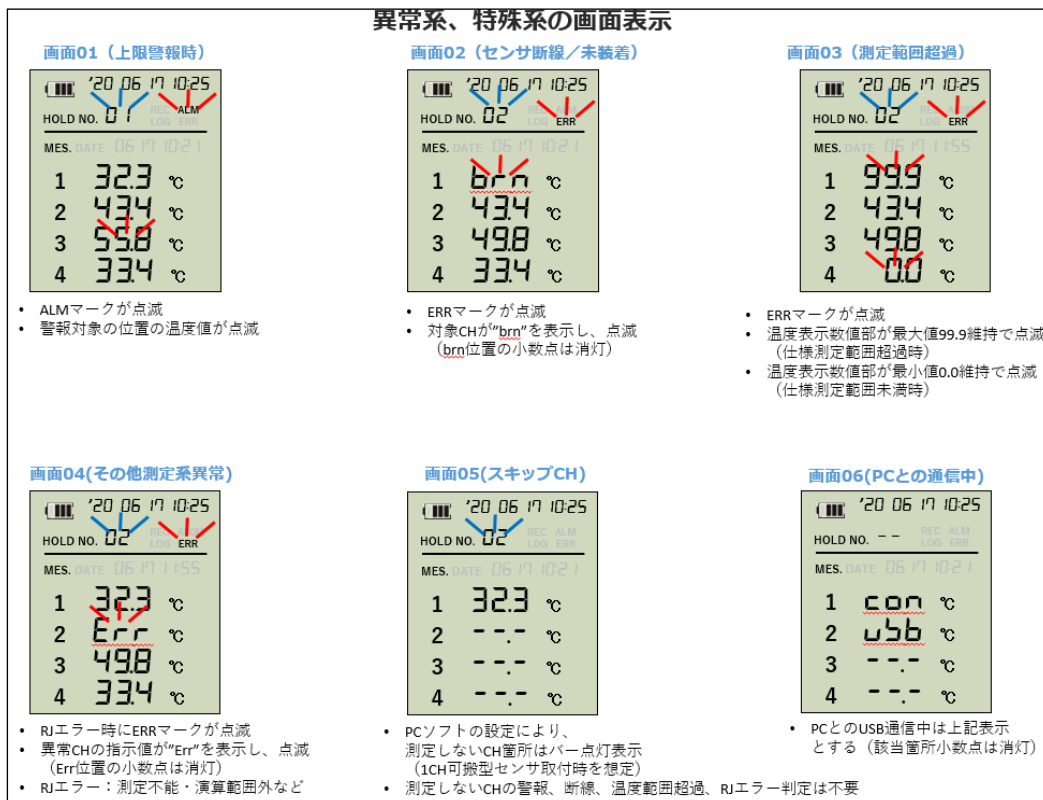 異常系、特殊系の画面表示
画面01（上限警報時）
'20 06 17 10:25
HOLD NO. 01 REC ALM
LOG ERR
MES. DATE 06 17 10:21
1 32.3 ℃
2 43.4 ℃
3 55.8 ℃
4 33.4 ℃
• ALMマークが点滅
• 警報対象の位置の温度値が点滅
画面02（センサ断線／未装着）
'20 06 17 10:25
HOLD NO. 02 REC ALM
LOG ERR
MES. DATE 06 17 10:21
1 brn ℃
2 43.4 ℃
3 49.8 ℃
4 33.4 ℃
• ERRマークが点滅
• 対象CHが”brn”を表示し、点滅
（brn位置の小数点は消灯）
画面03（測定範囲超過）
'20 06 17 10:25
HOLD NO. 02 REC ALM
LOG ERR
MES. DATE 06 17 11:55
1 99.9 ℃
2 43.4 ℃
3 49.8 ℃
4 0.0 ℃
• ERRマークが点滅
• 温度表示数値部が最大値99.9維持で点滅
（仕様測定範囲超過時）
• 温度表示数値部が最小値0.0維持で点滅
（仕様測定範囲未満時）
画面04(その他測定系異常)
'20 06 17 10:25
HOLD NO. 02 REC ALM
LOG ERR
MES. DATE 06 17 11:55
1 32.3 ℃
2 Err ℃
3 49.8 ℃
4 33.4 ℃
• RJエラー時にERRマークが点滅
• 異常CHの指示値が”Err”を表示し、点滅
（Err位置の小数点は消灯）
• RJエラー：測定不能・演算範囲外など
画面05(スキップCH)
'20 06 17 10:25
HOLD NO. 02 REC ALM
LOG ERR
MES. DATE 06 17 10:21
1 32.3 ℃
2 --.- ℃
3 --.- ℃
4 --.- ℃
• PCソフトの設定により、
測定しないCH箇所はバー点灯表示
（1CH可搬型センサ取付時を想定）
• 測定しないCHの警報、断線、温度範囲超過、RJエラー判定は不要
画面06(PCとの通信中)
'20 06 17 10:25
HOLD NO. -- REC ALM
LOG ERR
MES. DATE 06 17 10:21
1 con ℃
2 uSb ℃
3 --.- ℃
4 --.- ℃
• PCとのUSB通信中は上記表示
とする（該当箇所小数点は消灯）